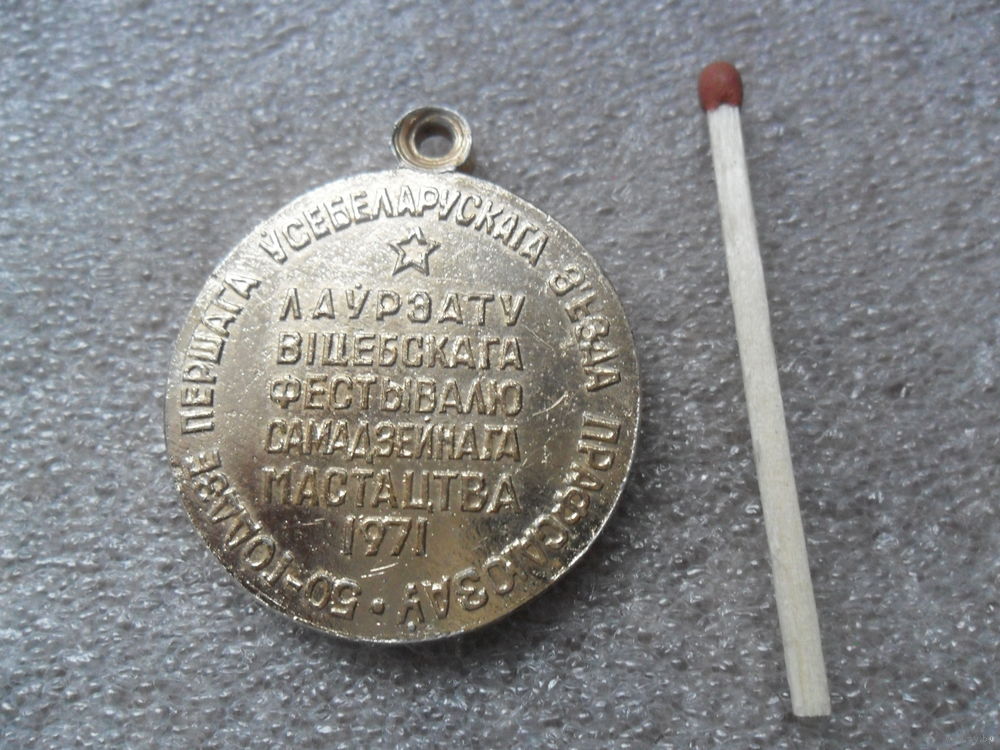 50-ГОДДЗЕ ПЕРШАГА УСЕБЕЛАРУСКАГА З'ЕЗДА ПРАФСАЮЗАЎ •
ЛАЎРЭАТУ
ВІЦЕБСКАГА
ФЕСТЫВАЛЮ
САМАДЗЕЙНАГА
МАСТАЦТВА
1971